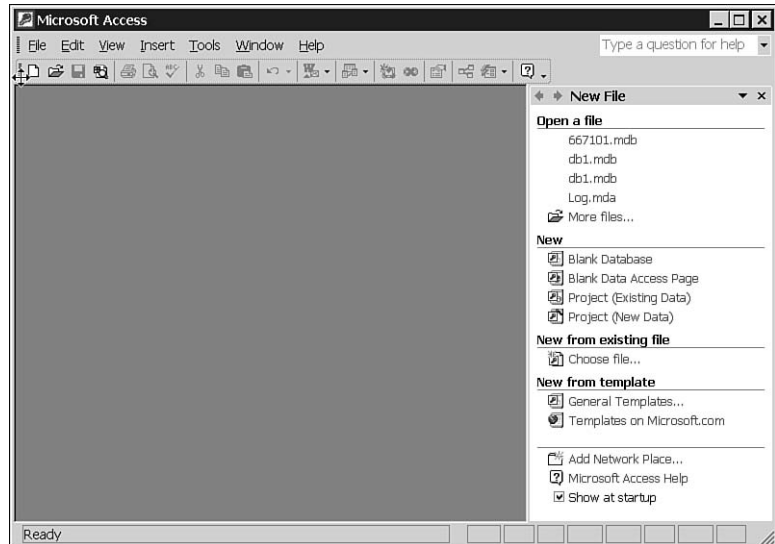 Microsoft Access
File Edit View Insert Tools Window Help
Type a question for help
New File
Open a file
667101.mdb
db1.mdb
db1.mdb
Log.mda
More files...
New
Blank Database
Blank Data Access Page
Project (Existing Data)
Project (New Data)
New from existing file
Choose file...
New from template
General Templates...
Templates on Microsoft.com
Add Network Place...
Microsoft Access Help
Show at startup
Ready